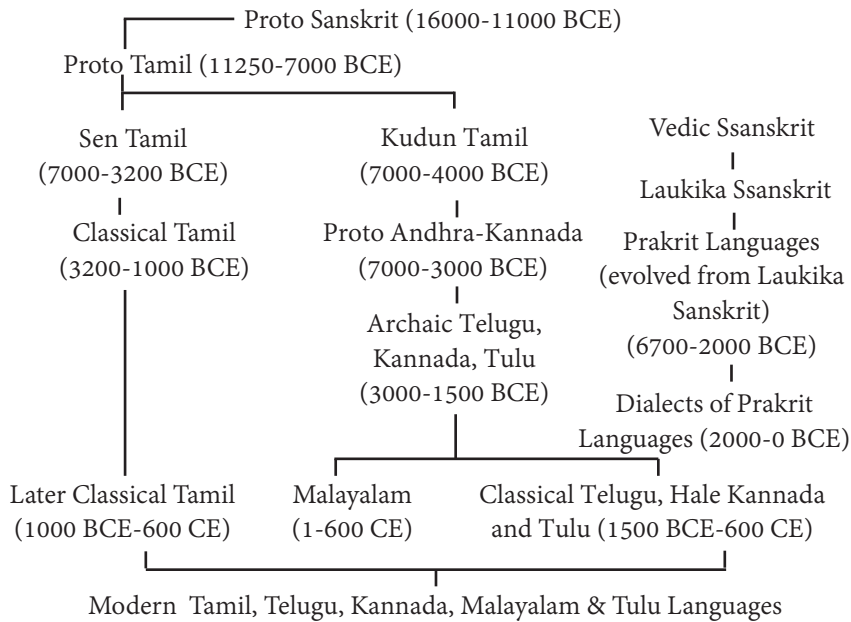 Proto Sanskrit (16000-11000 BCE)
Proto Tamil (11250-7000 BCE)
Sen Tamil
(7000-3200 BCE)
Classical Tamil
(3200-1000 BCE)
Kudun Tamil
(7000-4000 BCE)
Proto Andhra-Kannada
(7000-3000 BCE)
Archaic Telugu,
Kannada, Tulu
(3000-1500 BCE)
Vedic Ssanskrit
Laukika Ssanskrit
Prakrit Languages
(evolved from Laukika
Sanskrit)
(6700-2000 BCE)
Dialects of Prakrit
Languages (2000-0 BCE)
Later Classical Tamil
(1000 BCE-600 CE)
Malayalam
(1-600 CE)
Classical Telugu, Hale Kannada
and Tulu (1500 BCE-600 CE)
Modern Tamil, Telugu, Kannada, Malayalam & Tulu Languages